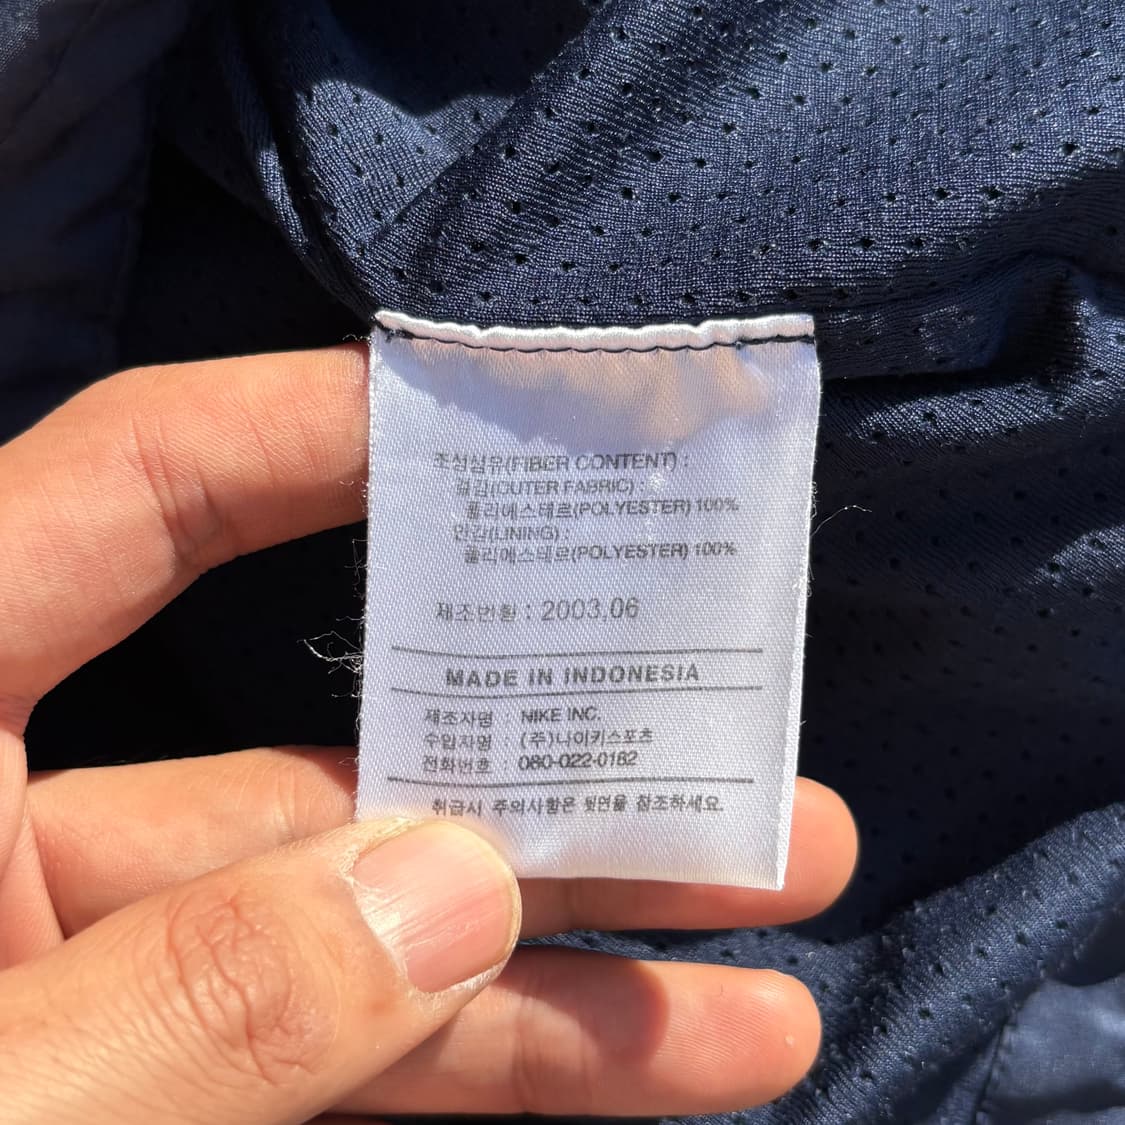 조성섬유(FIBER CONTENT) :
겉감(OUTER FABRIC) :
폴리에스테르(POLYESTER) 100%
안감(LINING) :
폴리에스테르(POLYESTER) 100%
제조년월 : 2003.06
MADE IN INDONESIA
제조자명 : NIKE INC.
수입자명 : (주)나이키스포츠
전화번호 : 080-022-0182
취급시 주의사항은 뒷면을 참조하세요.